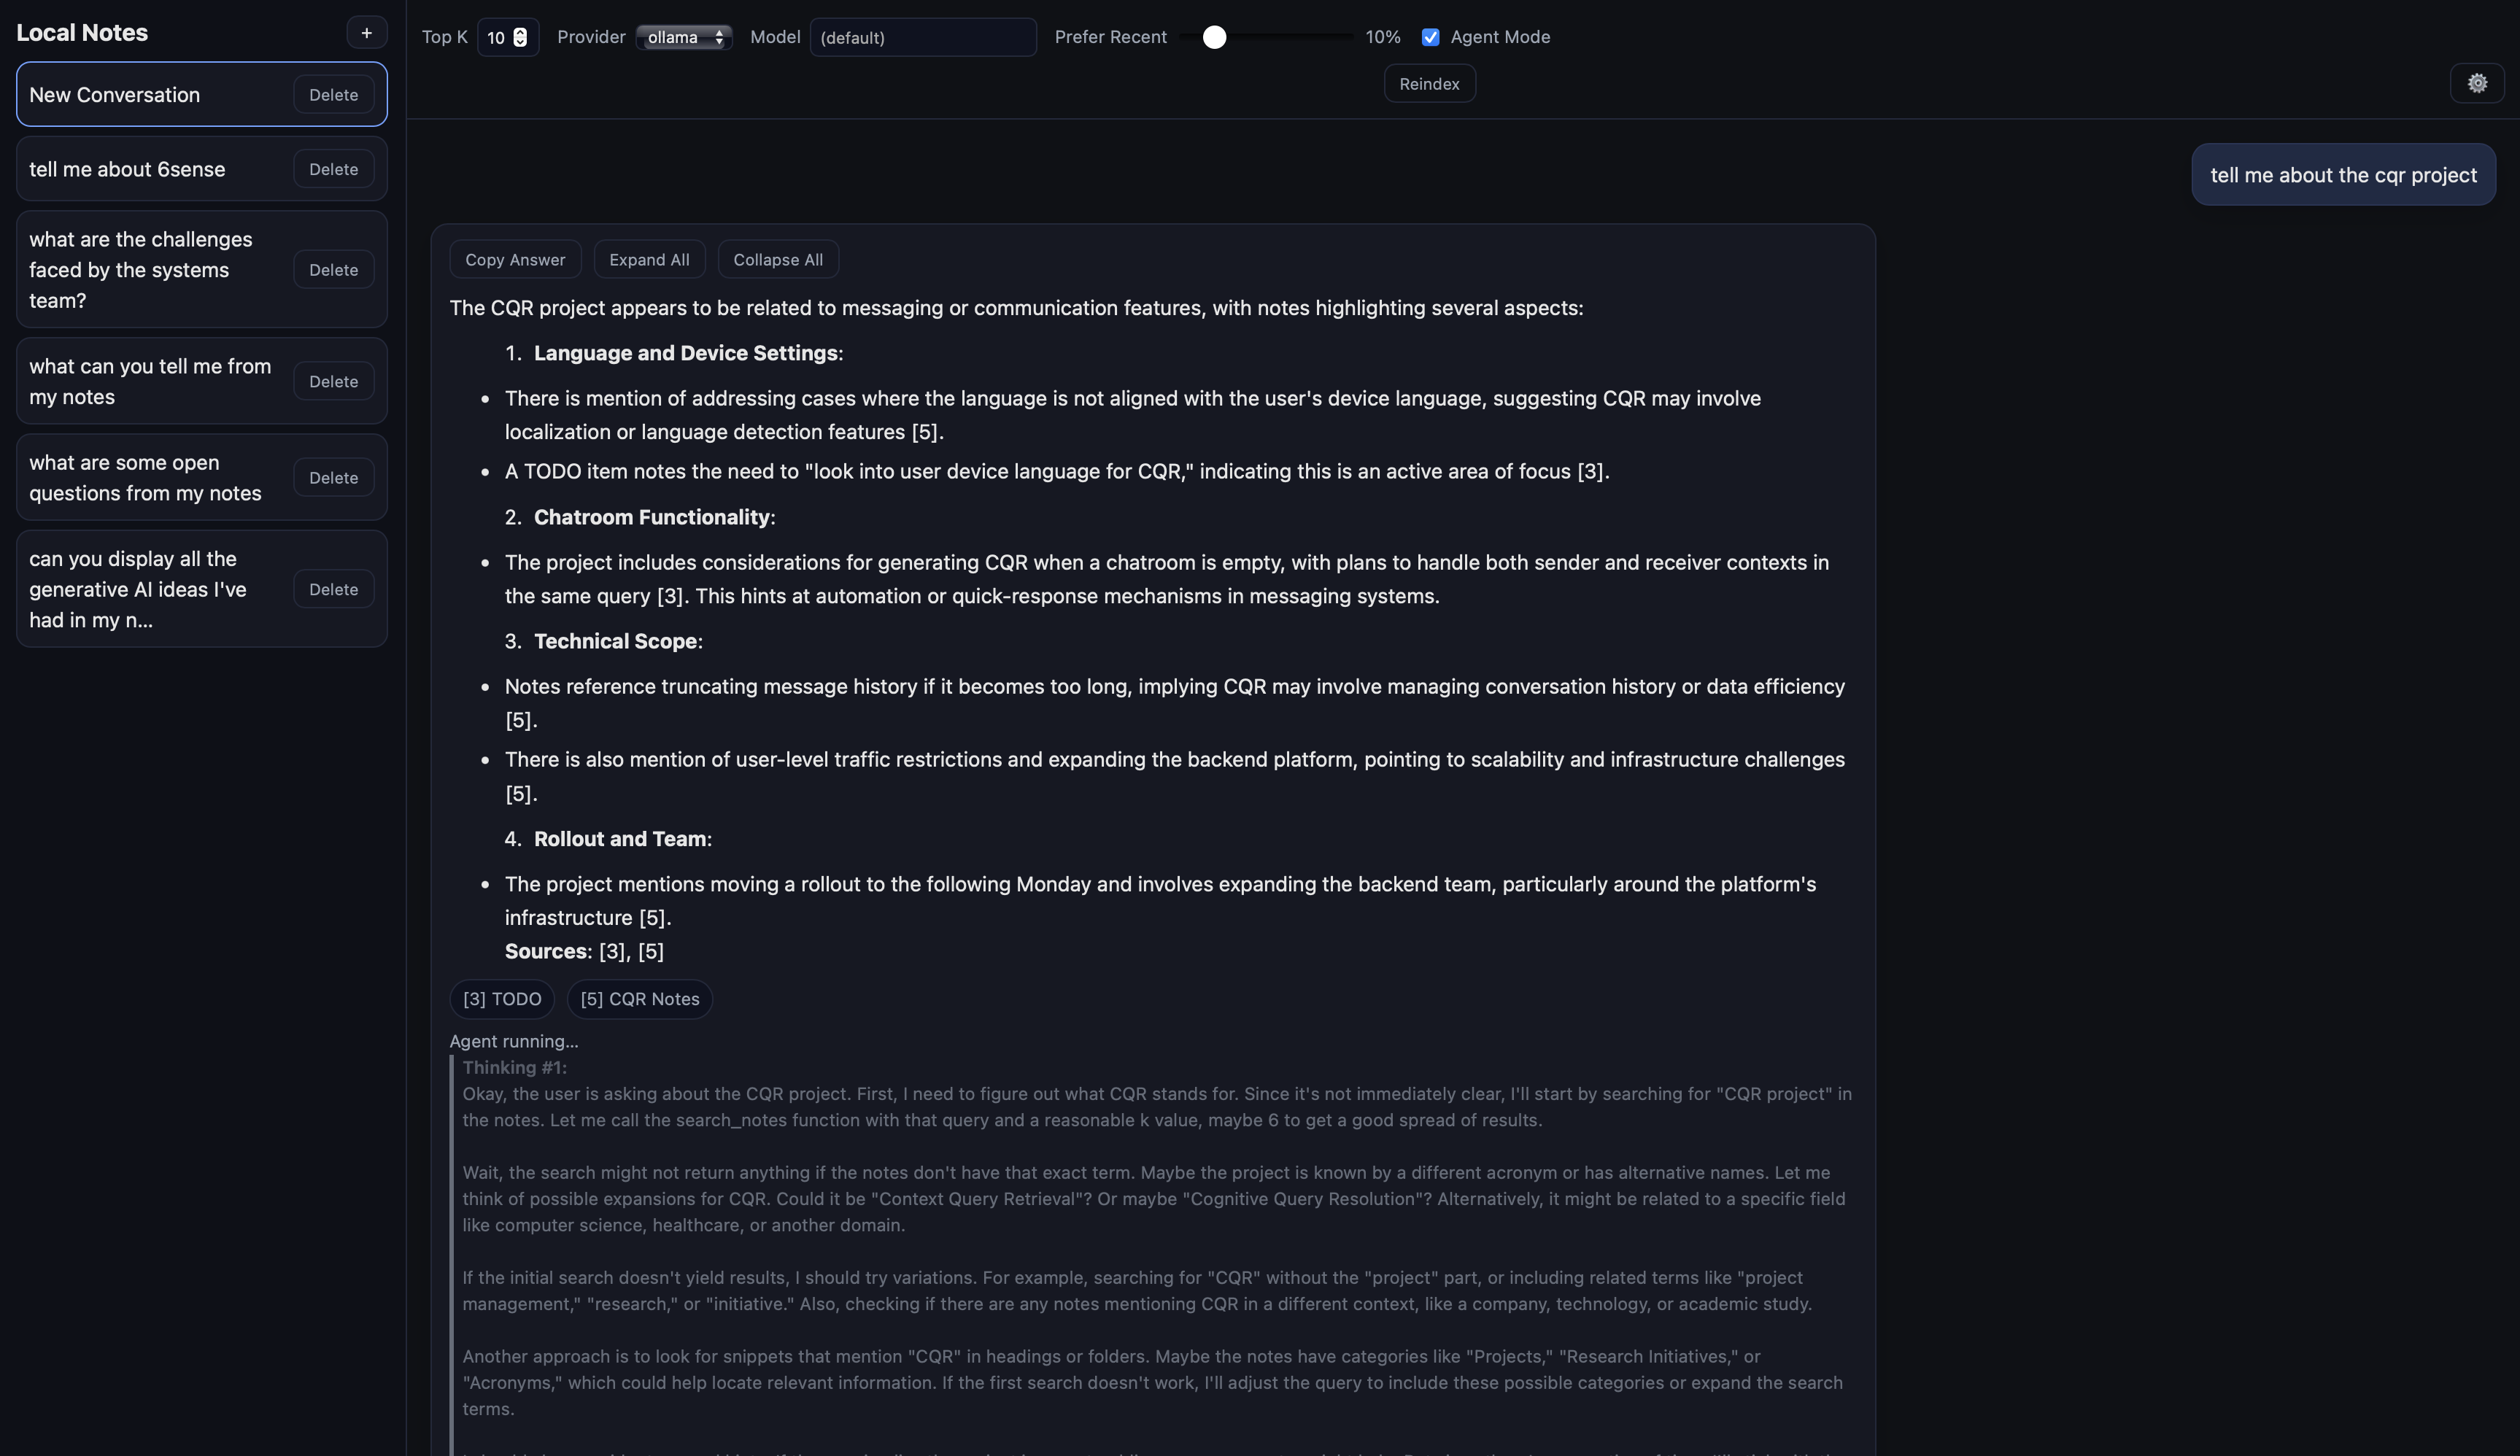 Local Notes
+
New Conversation
Delete
tell me about 6sense
Delete
what are the challenges
faced by the systems
team?
Delete
what can you tell me from
my notes
Delete
what are some open
questions from my notes
Delete
can you display all the
generative AI ideas I've
had in my n...
Delete
Top K 10 Provider ollama Model (default) Prefer Recent 10% Agent Mode
Reindex
tell me about the cqr project
Copy Answer Expand All Collapse All
The CQR project appears to be related to messaging or communication features, with notes highlighting several aspects:
1. Language and Device Settings:
• There is mention of addressing cases where the language is not aligned with the user's device language, suggesting CQR may involve
localization or language detection features [5].
• A TODO item notes the need to "look into user device language for CQR," indicating this is an active area of focus [3].
2. Chatroom Functionality:
• The project includes considerations for generating CQR when a chatroom is empty, with plans to handle both sender and receiver contexts in
the same query [3]. This hints at automation or quick-response mechanisms in messaging systems.
3. Technical Scope:
• Notes reference truncating message history if it becomes too long, implying CQR may involve managing conversation history or data efficiency
[5].
• There is also mention of user-level traffic restrictions and expanding the backend platform, pointing to scalability and infrastructure challenges
[5].
4. Rollout and Team:
• The project mentions moving a rollout to the following Monday and involves expanding the backend team, particularly around the platform's
infrastructure [5].
Sources: [3], [5]
[3] TODO [5] CQR Notes
Agent running...
Thinking #1:
Okay, the user is asking about the CQR project. First, I need to figure out what CQR stands for. Since it's not immediately clear, I'll start by searching for "CQR project" in
the notes. Let me call the search_notes function with that query and a reasonable k value, maybe 6 to get a good spread of results.
Wait, the search might not return anything if the notes don't have that exact term. Maybe the project is known by a different acronym or has alternative names. Let me
think of possible expansions for CQR. Could it be "Context Query Retrieval"? Or maybe "Cognitive Query Resolution"? Alternatively, it might be related to a specific field
like computer science, healthcare, or another domain.
If the initial search doesn't yield results, I should try variations. For example, searching for "CQR" without the "project" part, or including related terms like "project
management," "research," or "initiative." Also, checking if there are any notes mentioning CQR in a different context, like a company, technology, or academic study.
Another approach is to look for snippets that mention "CQR" in headings or folders. Maybe the notes have categories like "Projects," "Research Initiatives," or
"Acronyms," which could help locate relevant information. If the first search doesn't work, I'll adjust the query to include these possible categories or expand the search
terms.